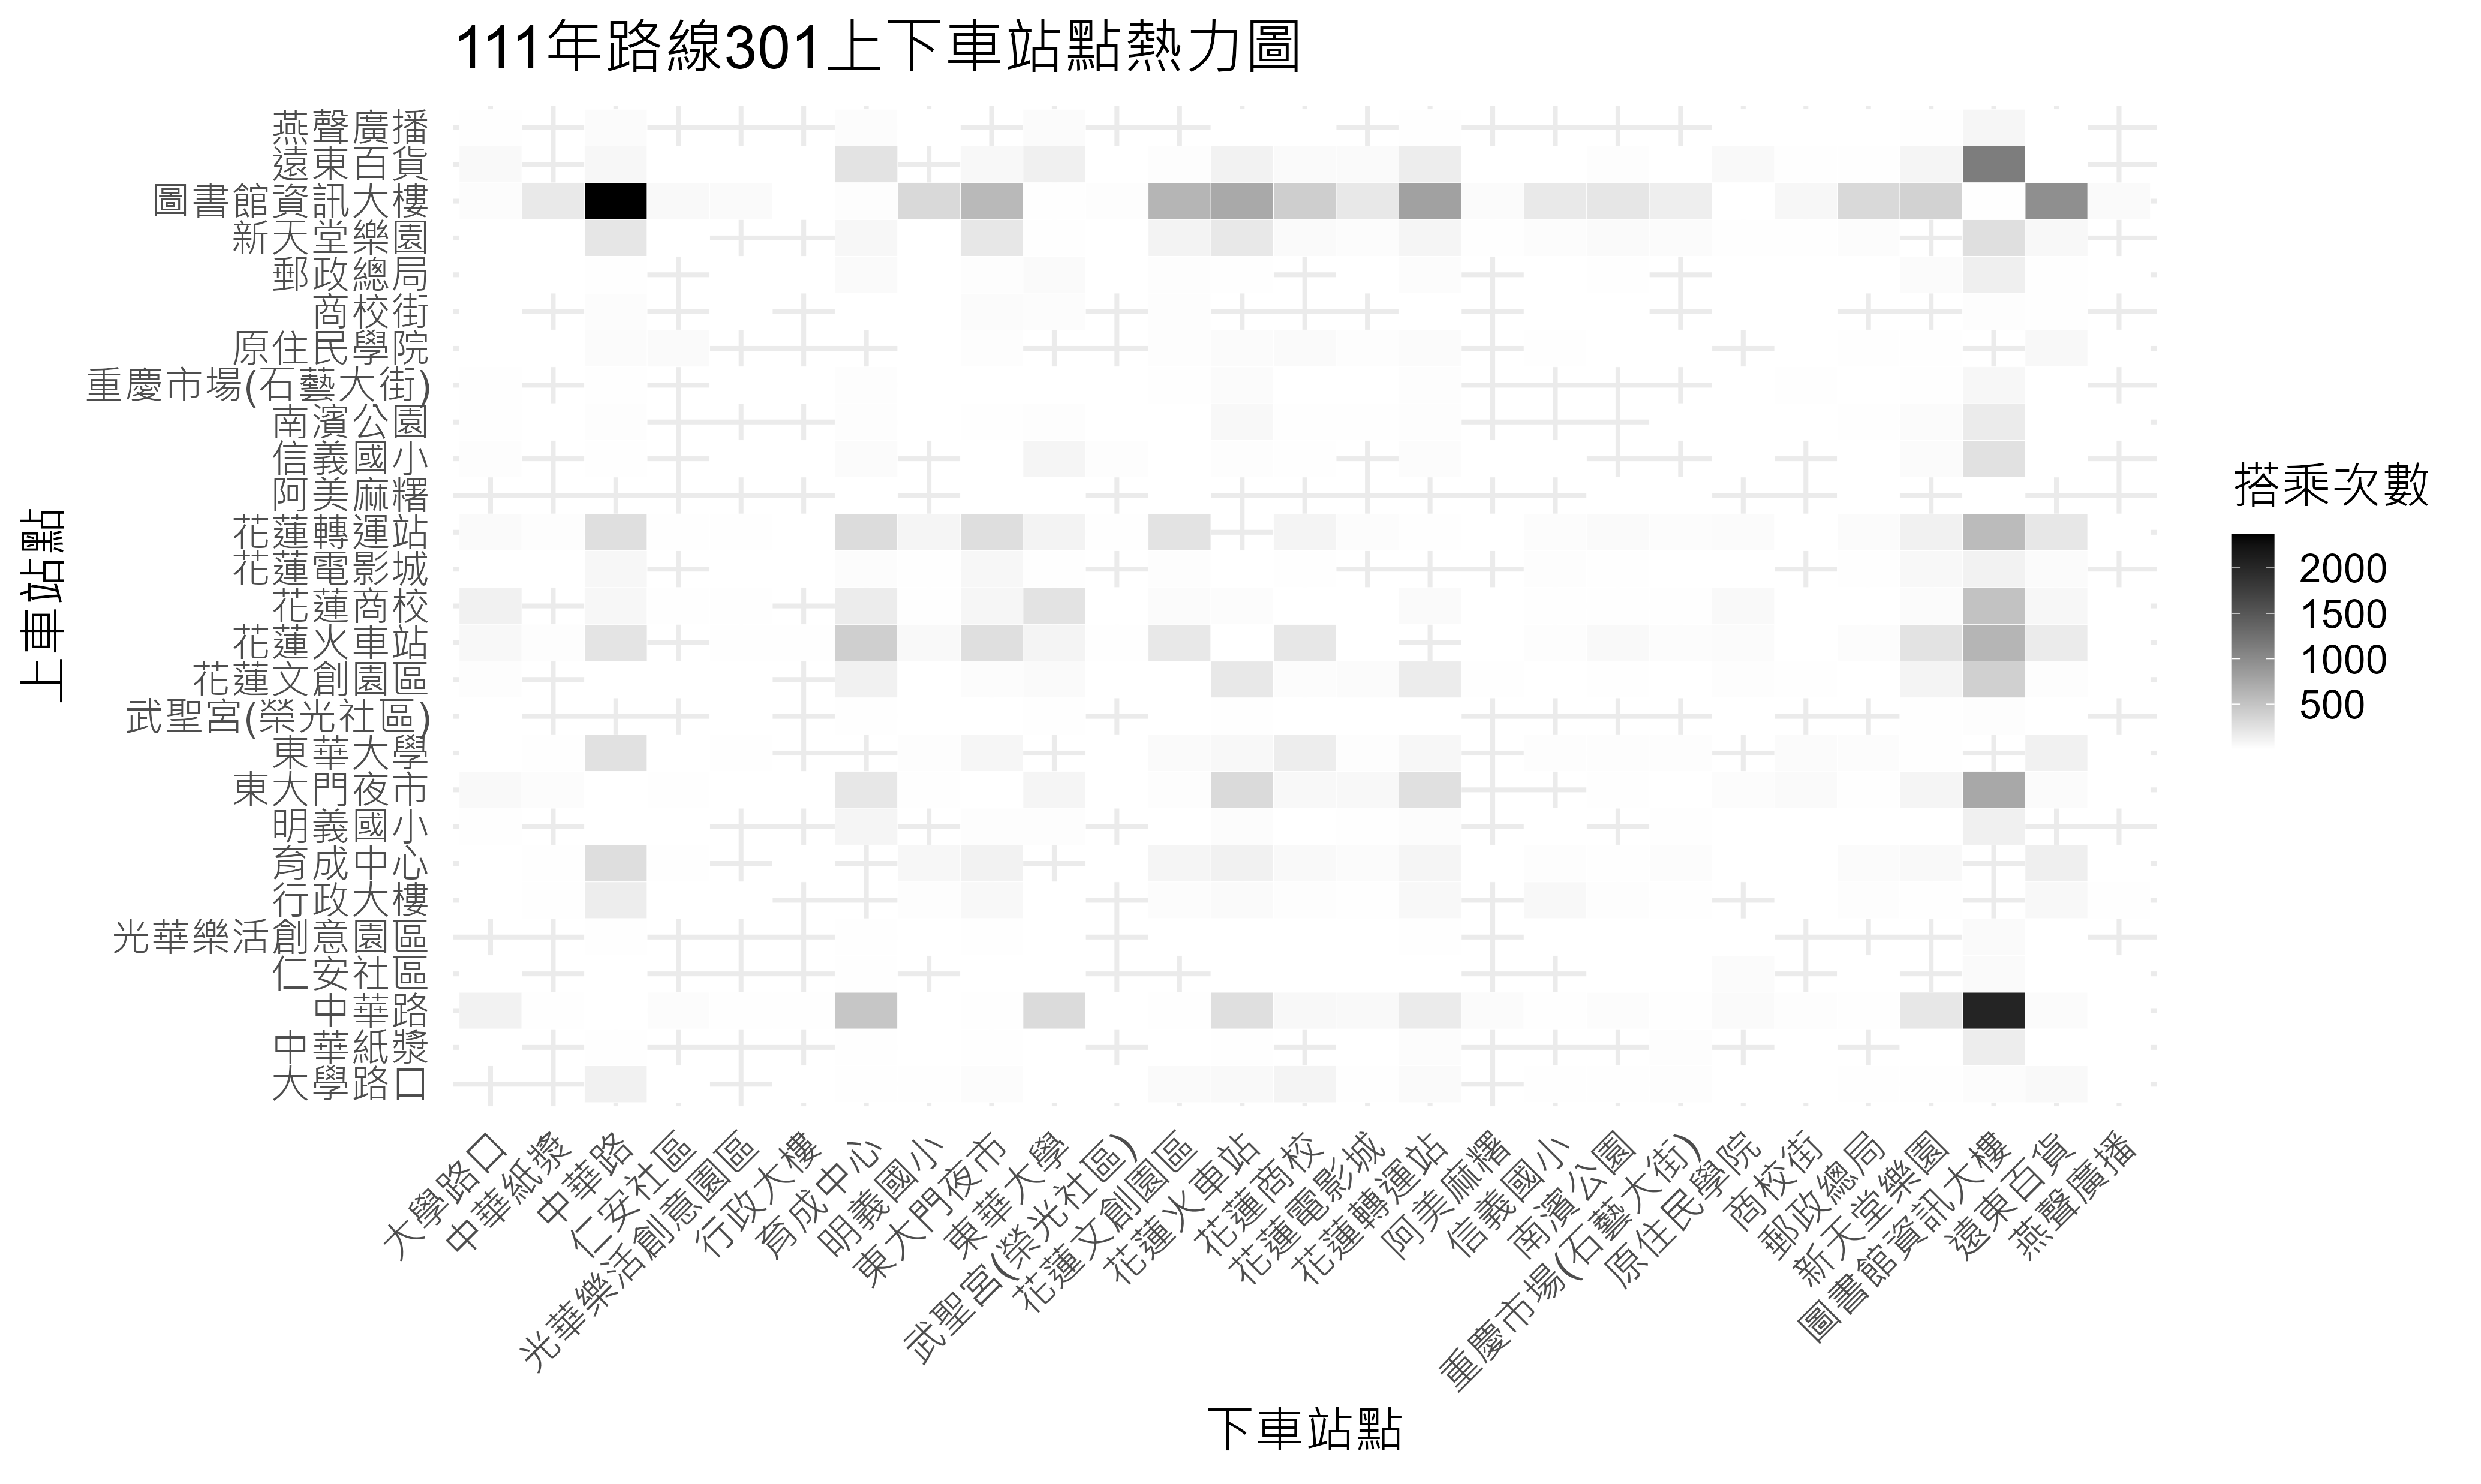 111年路線301上下車站點熱力圖
上車站點
燕聲廣播
遠東百貨
圖書館資訊大樓
新天堂樂園
郵政總局
商校街
原住民學院
重慶市場(石藝大街)
南濱公園
信義國小
阿美麻糬
花蓮轉運站
花蓮電影城
花蓮商校
花蓮火車站
花蓮文創園區
武聖宮(榮光社區)
東華大學
東大門夜市
明義國小
育成中心
行政大樓
光華樂活創意園區
仁安社區
中華路
中華紙漿
大學路口
大學路口
中華紙漿
中華路
仁安社區
光華樂活創意園區
行政大樓
育成中心
明義國小
東大門夜市
東華大學
武聖宮(榮光社區)
花蓮文創園區
花蓮火車站
花蓮商校
花蓮電影城
花蓮轉運站
阿美麻糬
信義國小
南濱公園
重慶市場(石藝大街)
原住民學院
商校街
郵政總局
新天堂樂園
圖書館資訊大樓
遠東百貨
燕聲廣播
下車站點
搭乘次數
2000
1500
1000
500